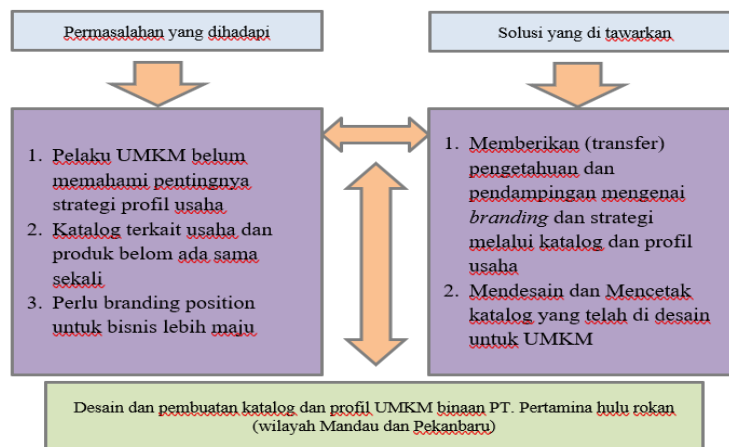 Permasalahan yang dihadapi
Solusi yang di tawarkan
1. Pelaku UMKM belum
memahami pentingnya
strategi profil usaha
2. Katalog terkait usaha dan
produk belom ada sama
sekali
3. Perlu branding position
untuk bisnis lebih maju
1. Memberikan (transfer)
pengetahuan dan
pendampingan mengenai
branding dan strategi
melalui katalog dan profil
usaha
2. Mendesain dan Mencetak
katalog yang telah di desain
untuk UMKM
Desain dan pembuatan katalog dan profil UMKM binaan PT. Pertamina hulu rokan
(wilayah Mandau dan Pekanbaru)